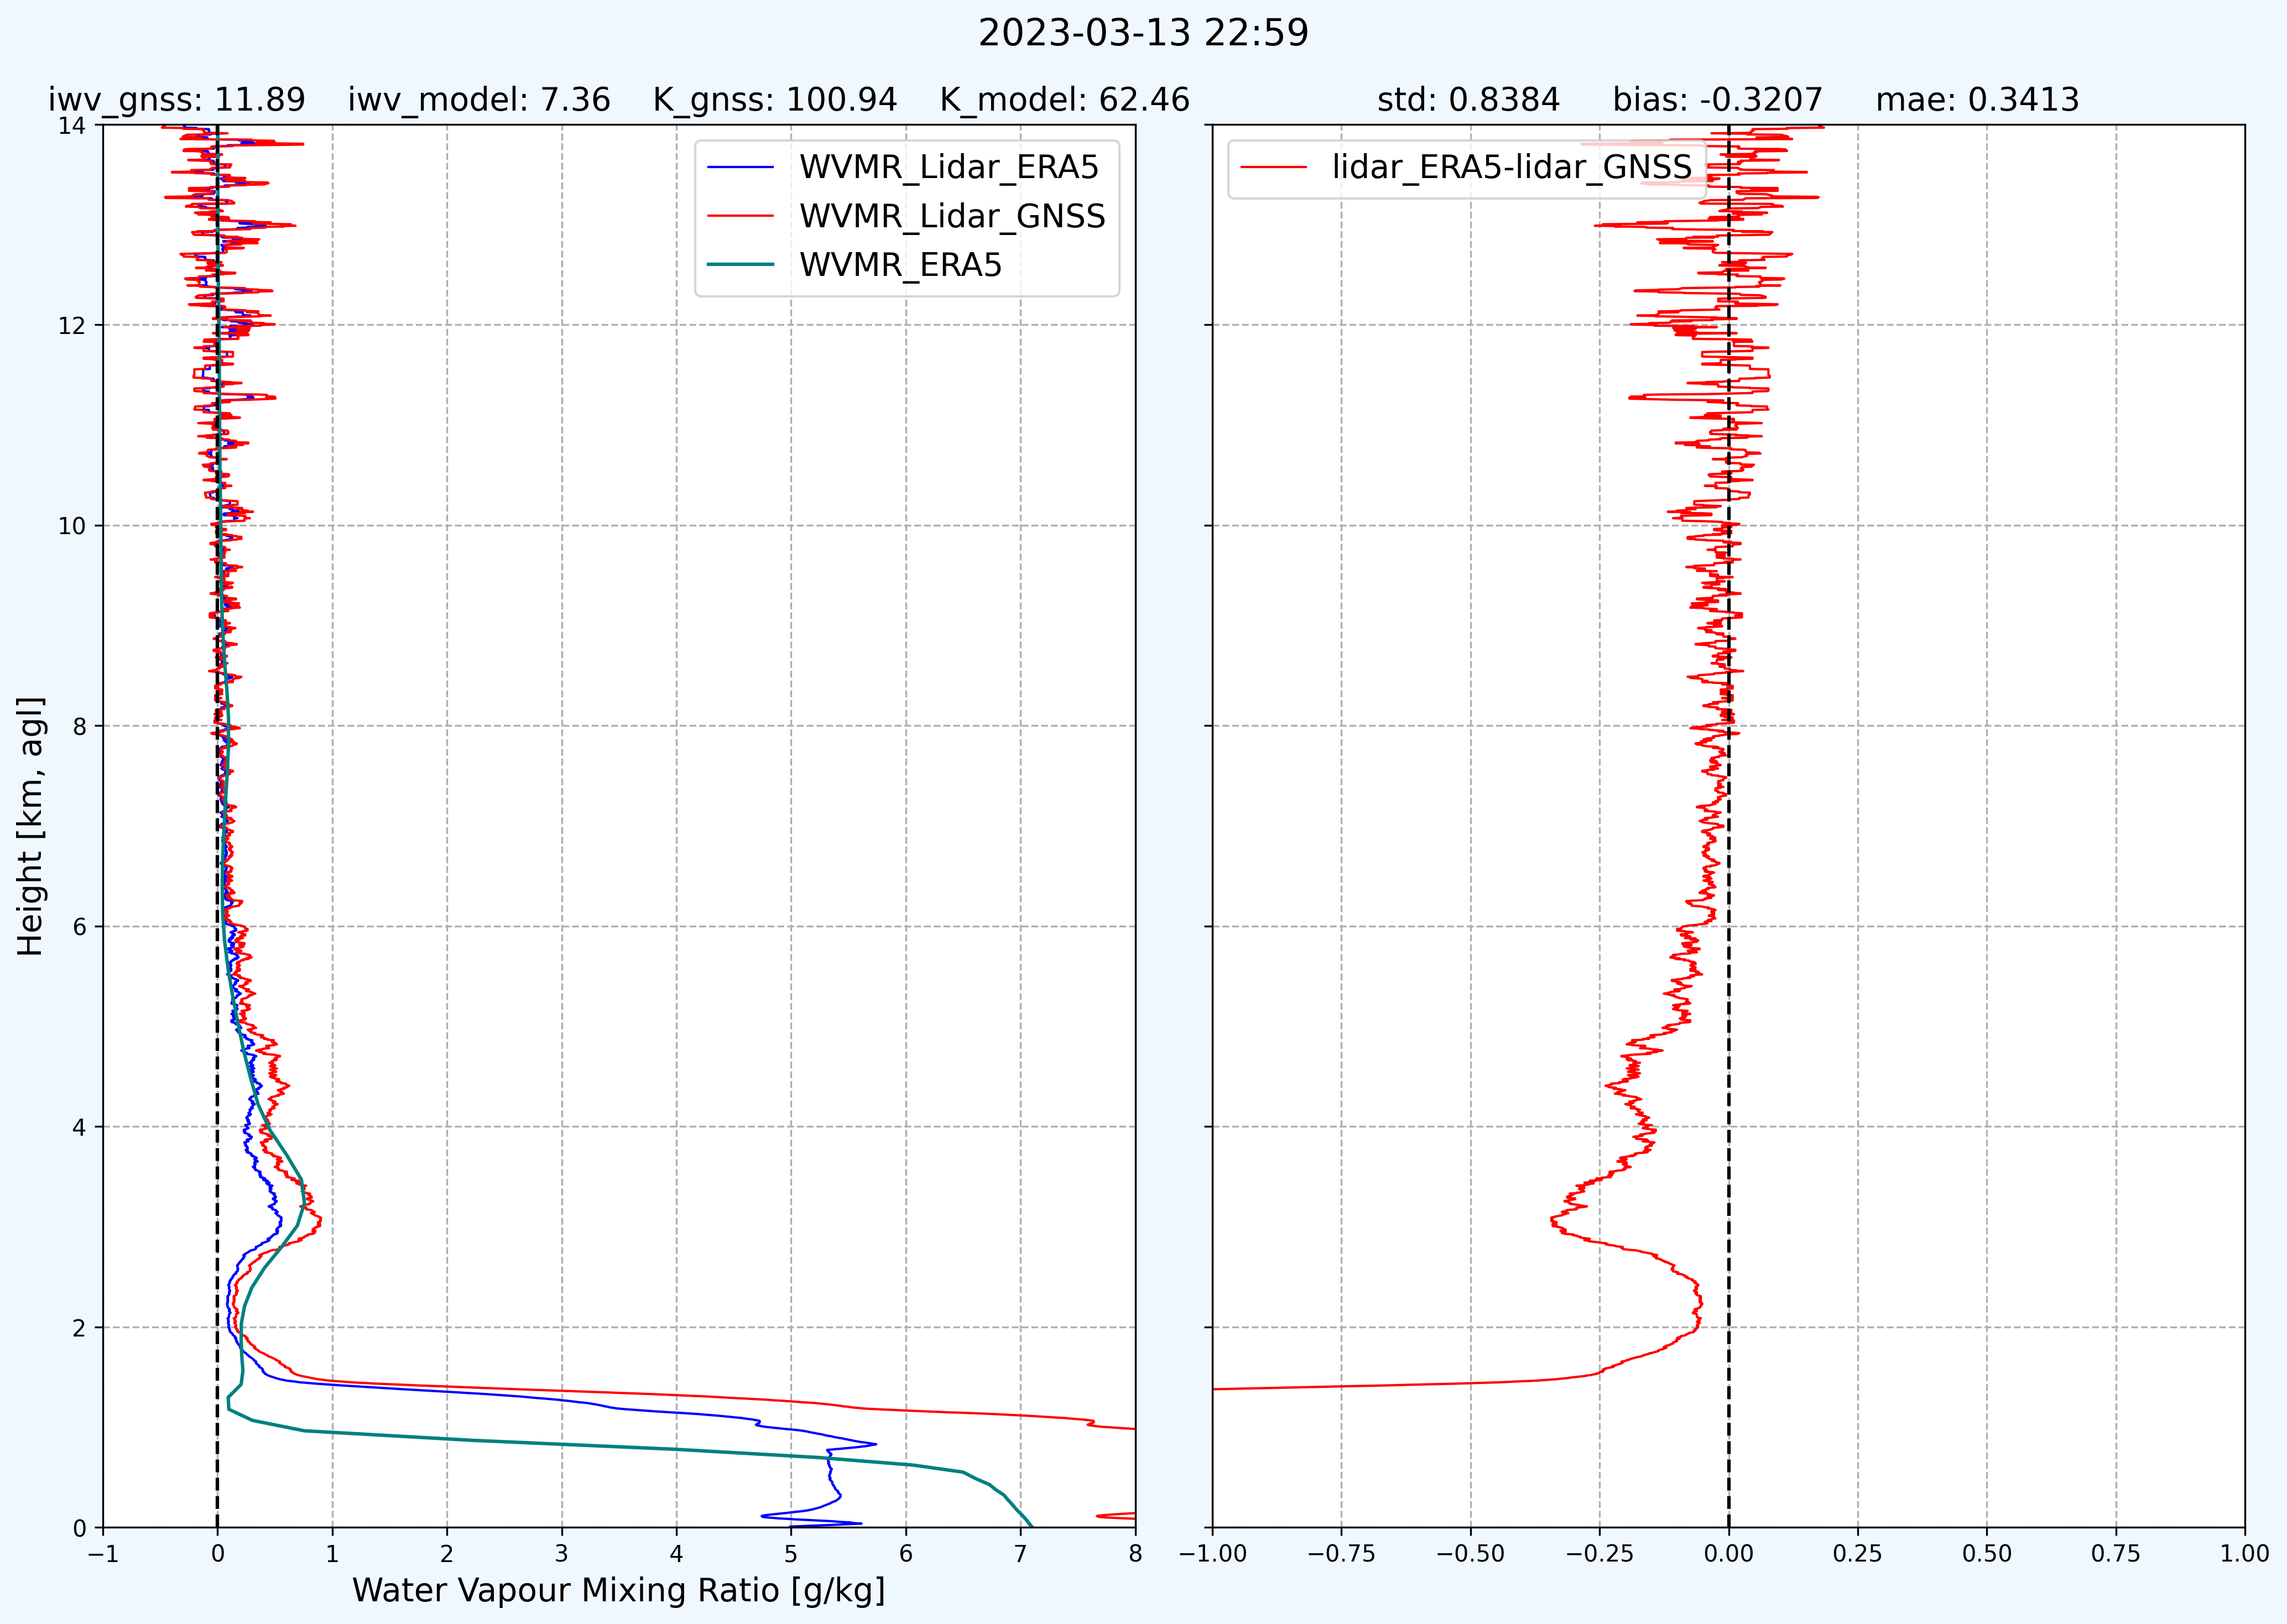 2023-03-13 22:59
iwv_gnss: 11.89 iwv_model: 7.36 K_gnss: 100.94 K_model: 62.46
std: 0.8384 bias: -0.3207 mae: 0.3413
WVMR_Lidar_ERA5
WVMR_Lidar_GNSS
WVMR_ERA5
lidar_ERA5-lidar_GNSS
Height [km, agl]
14
12
10
8
6
4
2
0
−1 0 1 2 3 4 5 6 7 8
Water Vapour Mixing Ratio [g/kg]
−1.00 −0.75 −0.50 −0.25 0.00 0.25 0.50 0.75 1.00